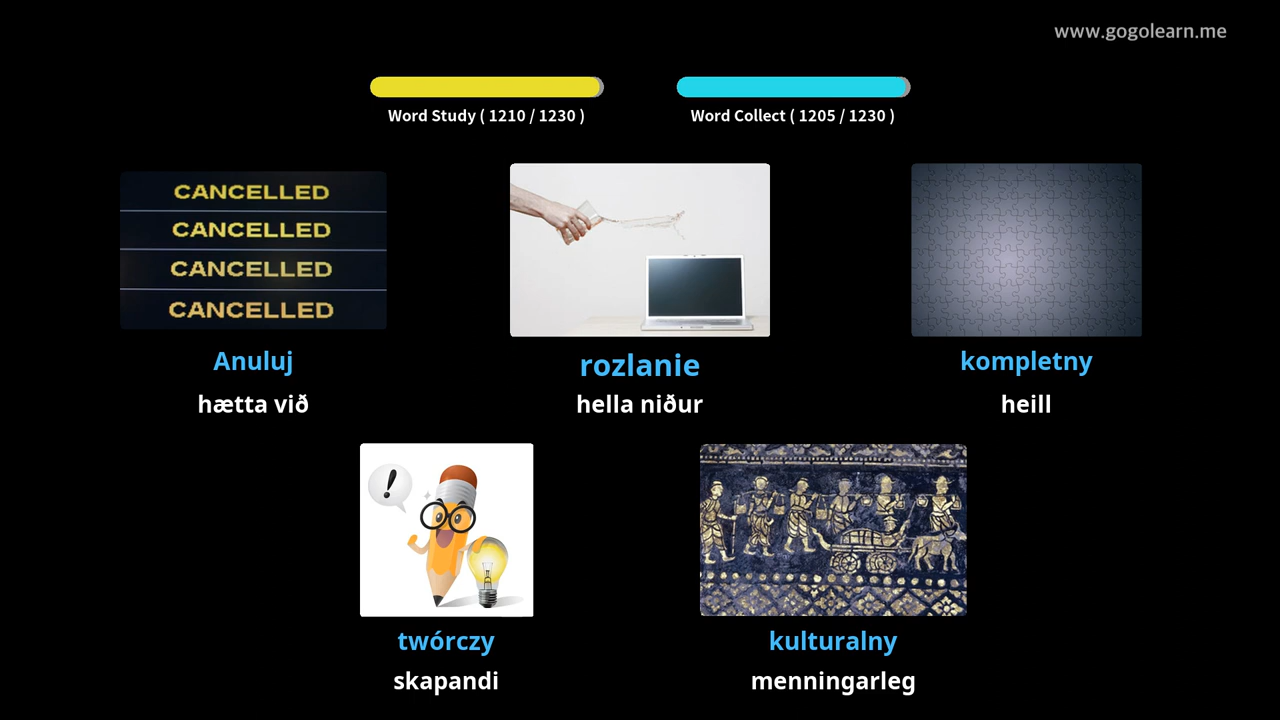 www.gogolearn.me
Word Study ( 1210 / 1230 )
Word Collect ( 1205 / 1230 )
CANCELLED
CANCELLED
CANCELLED
CANCELLED
Anuluj
hætta við
rozlanie
hella niður
kompletny
heill
!
twórczy
skapandi
kulturalny
menningarleg